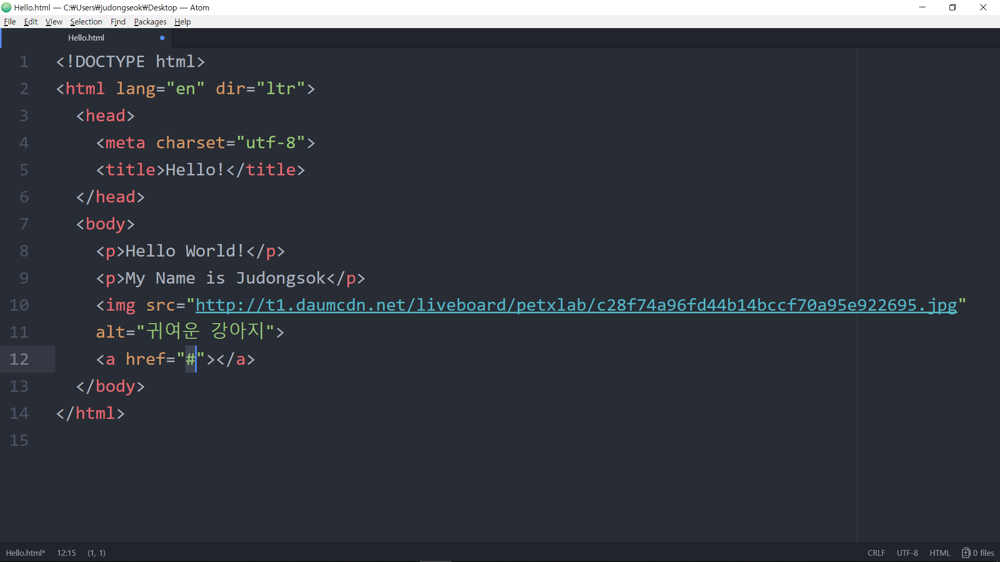 Hello.html — C:₩Users₩judongseok₩Desktop — Atom
File Edit View Selection Find Packages Help
Hello.html
1 <!DOCTYPE html>
2 <html lang="en" dir="ltr">
3 <head>
4 <meta charset="utf-8">
5 <title>Hello!</title>
6 </head>
7 <body>
8 <p>Hello World!</p>
9 <p>My Name is Judongsok</p>
10 <img src="http://t1.daumcdn.net/liveboard/petxlab/c28f74a96fd44b14bccf70a95e922695.jpg"
11 alt="귀여운 강아지">
12 <a href="#"></a>
13 </body>
14 </html>
15
Hello.html* 12:15 (1, 1) CRLF UTF-8 HTML 0 files